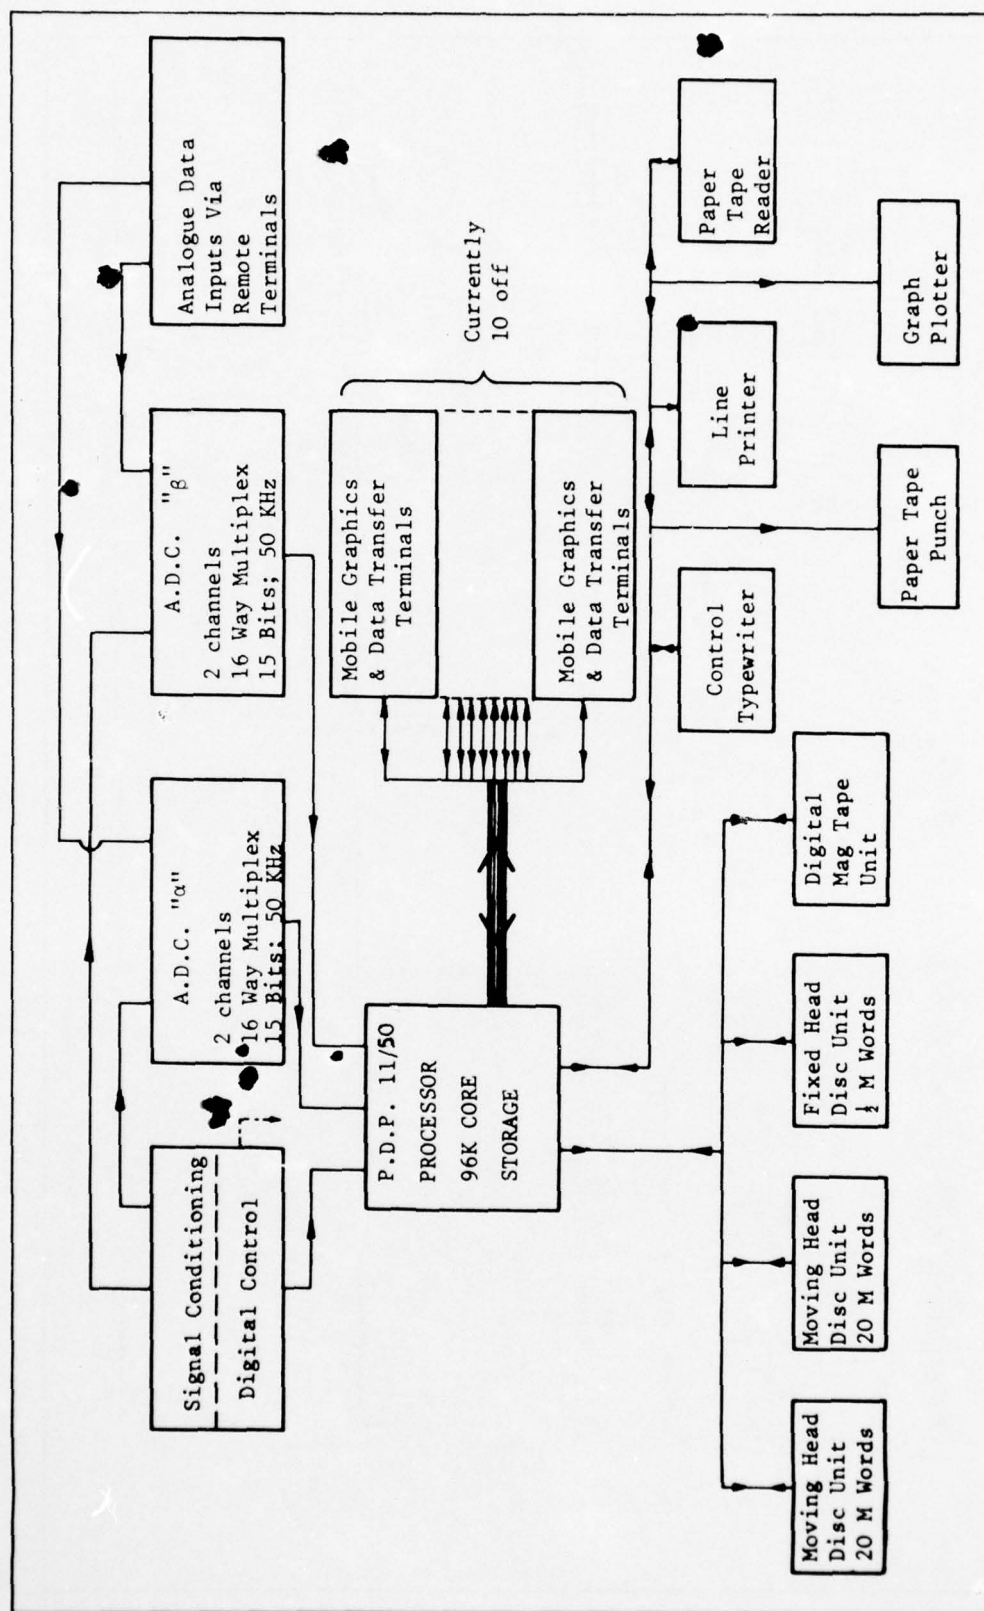 Signal Conditioning
Digital Control
A.D.C. "α"
2 channels
16 Way Multiplex
15 Bits; 50 KHz
A.D.C. "β"
2 channels
16 Way Multiplex
15 Bits; 50 KHz
Analogue Data
Inputs Via
Remote
Terminals
P.D.P. 11/50
PROCESSOR
96K CORE
STORAGE
Mobile Graphics
& Data Transfer
Terminals
Mobile Graphics
& Data Transfer
Terminals
Currently
10 off
Control
Typewriter
Line
Printer
Paper
Tape
Reader
Paper Tape
Punch
Graph
Plotter
Moving Head
Disc Unit
20 M Words
Moving Head
Disc Unit
20 M Words
Fixed Head
Disc Unit
½ M Words
Digital
Mag Tape
Unit